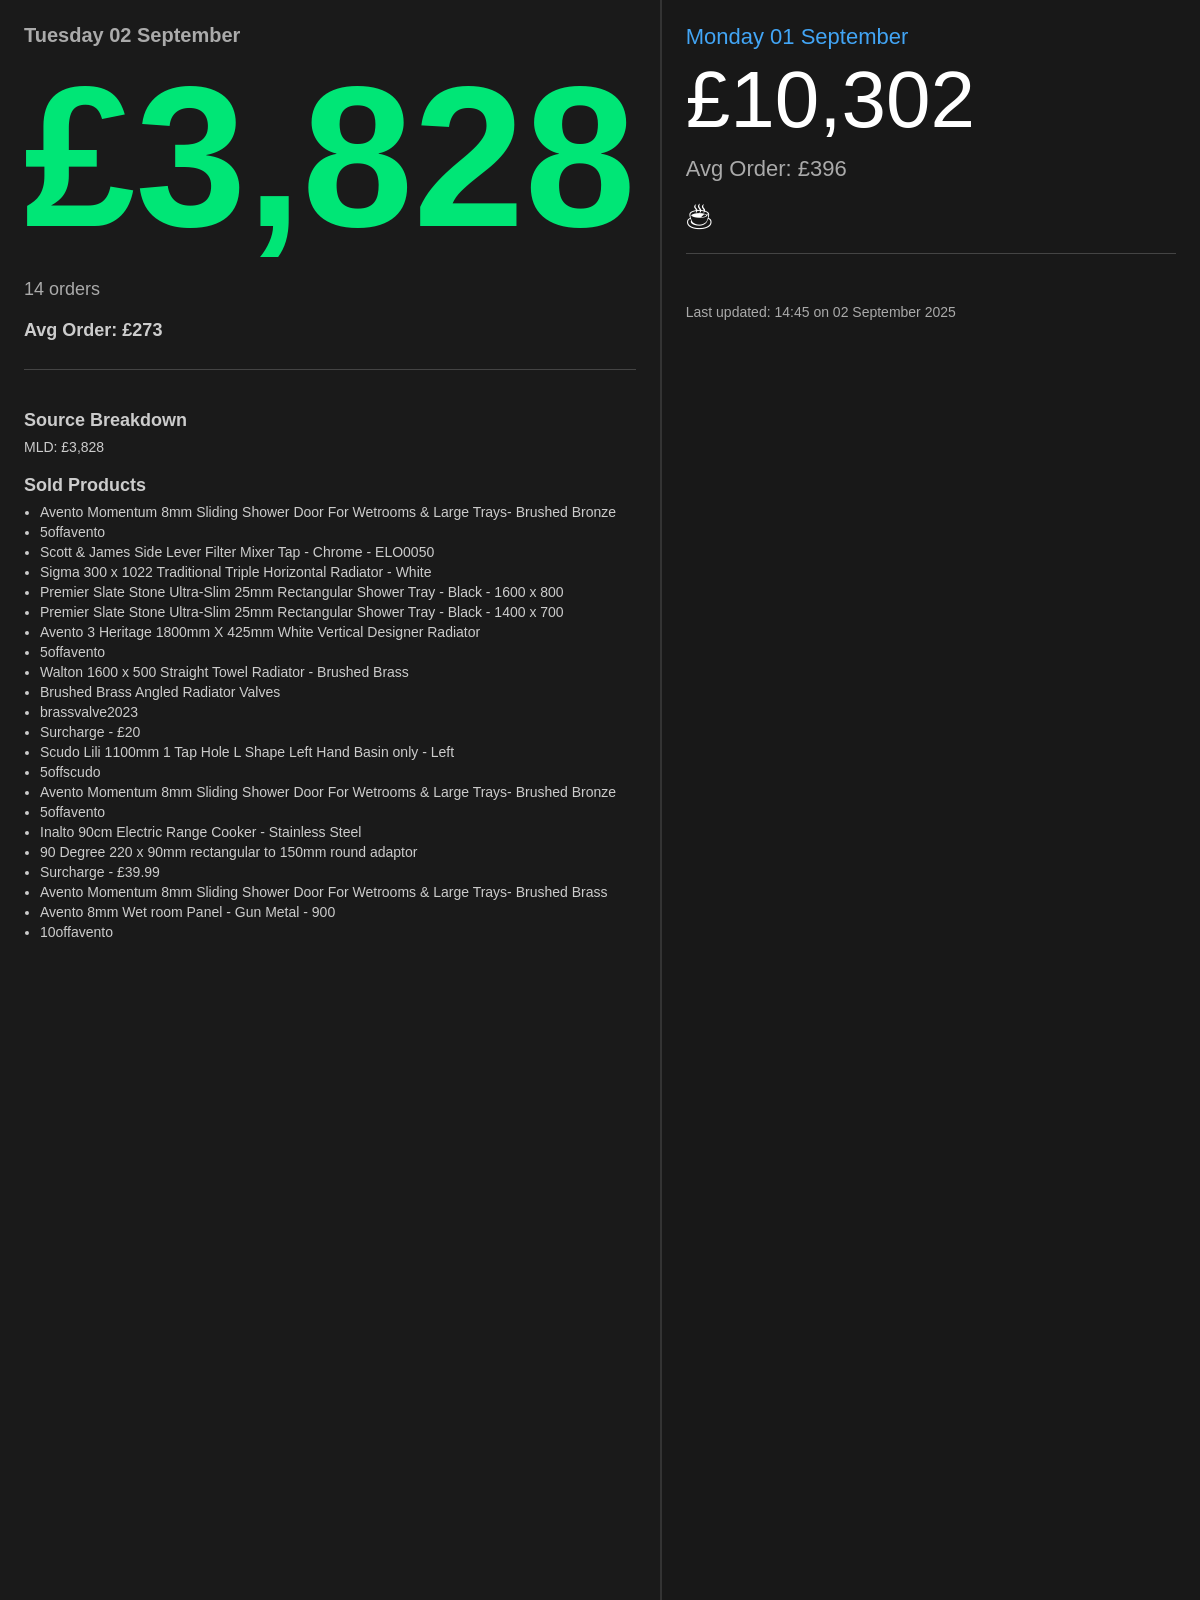 Tuesday 02 September
£3,828
14 orders
Avg Order: £273
Source Breakdown
MLD: £3,828
Sold Products
Avento Momentum 8mm Sliding Shower Door For Wetrooms & Large Trays- Brushed Bronze
5offavento
Scott & James Side Lever Filter Mixer Tap - Chrome - ELO0050
Sigma 300 x 1022 Traditional Triple Horizontal Radiator - White
Premier Slate Stone Ultra-Slim 25mm Rectangular Shower Tray - Black - 1600 x 800
Premier Slate Stone Ultra-Slim 25mm Rectangular Shower Tray - Black - 1400 x 700
Avento 3 Heritage 1800mm X 425mm White Vertical Designer Radiator
5offavento
Walton 1600 x 500 Straight Towel Radiator - Brushed Brass
Brushed Brass Angled Radiator Valves
brassvalve2023
Surcharge - £20
Scudo Lili 1100mm 1 Tap Hole L Shape Left Hand Basin only - Left
5offscudo
Avento Momentum 8mm Sliding Shower Door For Wetrooms & Large Trays- Brushed Bronze
5offavento
Inalto 90cm Electric Range Cooker - Stainless Steel
90 Degree 220 x 90mm rectangular to 150mm round adaptor
Surcharge - £39.99
Avento Momentum 8mm Sliding Shower Door For Wetrooms & Large Trays- Brushed Brass
Avento 8mm Wet room Panel - Gun Metal - 900
10offavento
Monday 01 September
£10,302
Avg Order: £396
Last updated: 14:45 on 02 September 2025